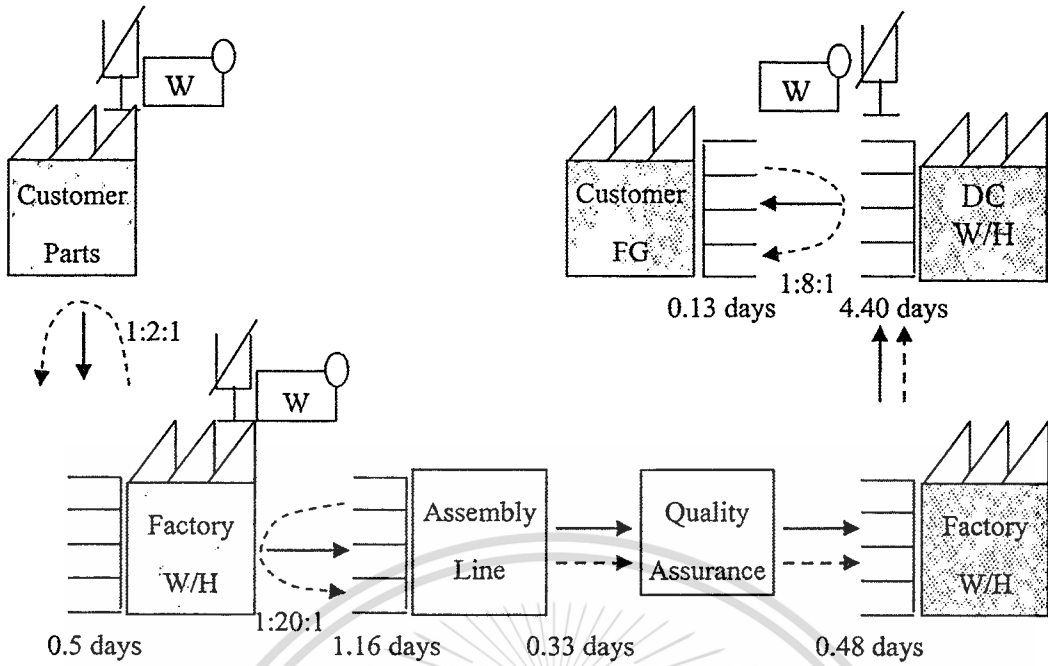 W
Customer
Parts
1:2:1
W
Customer
FG
DC
W/H
1:8:1
0.13 days
4.40 days
W
Factory
W/H
1:20:1
Assembly
Line
Quality
Assurance
Factory
W/H
0.5 days
1.16 days
0.33 days
0.48 days